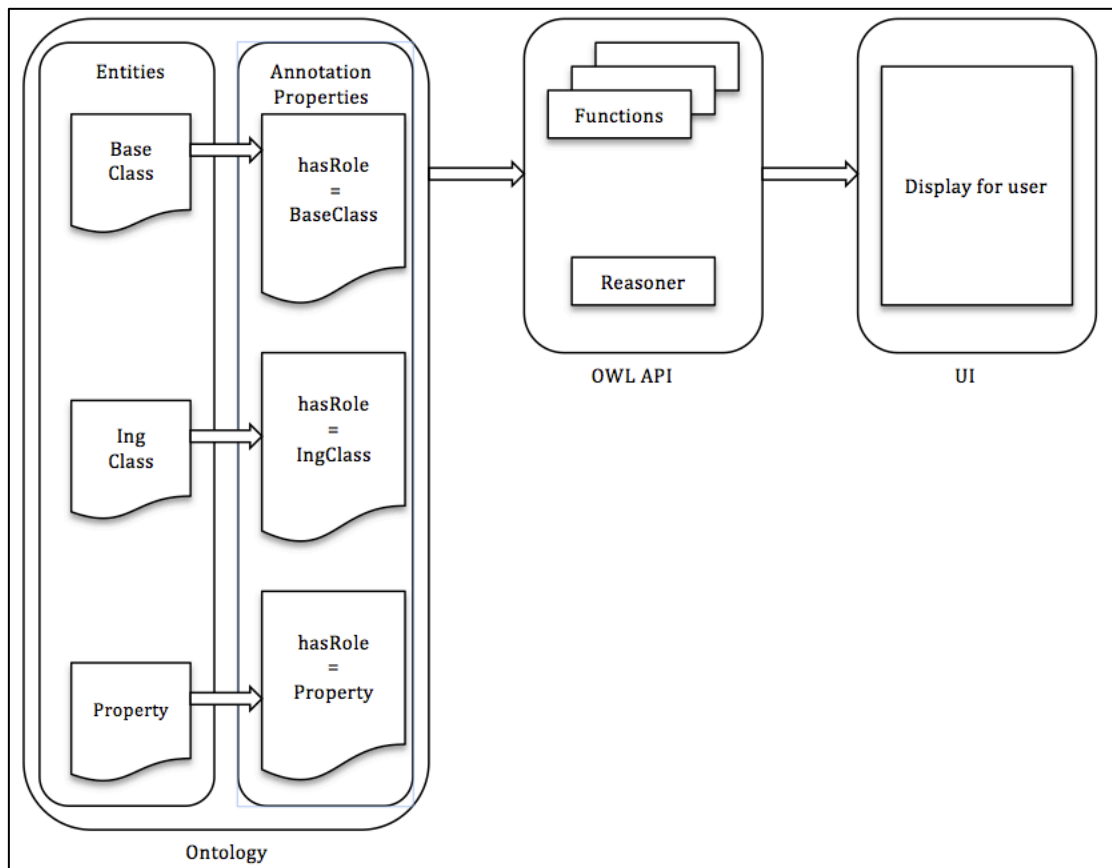 Entities
Annotation
Properties
Base
Class
hasRole
=
BaseClass
Ing
Class
hasRole
=
IngClass
Property
hasRole
=
Property
Ontology
Functions
Reasoner
OWL API
Display for user
UI